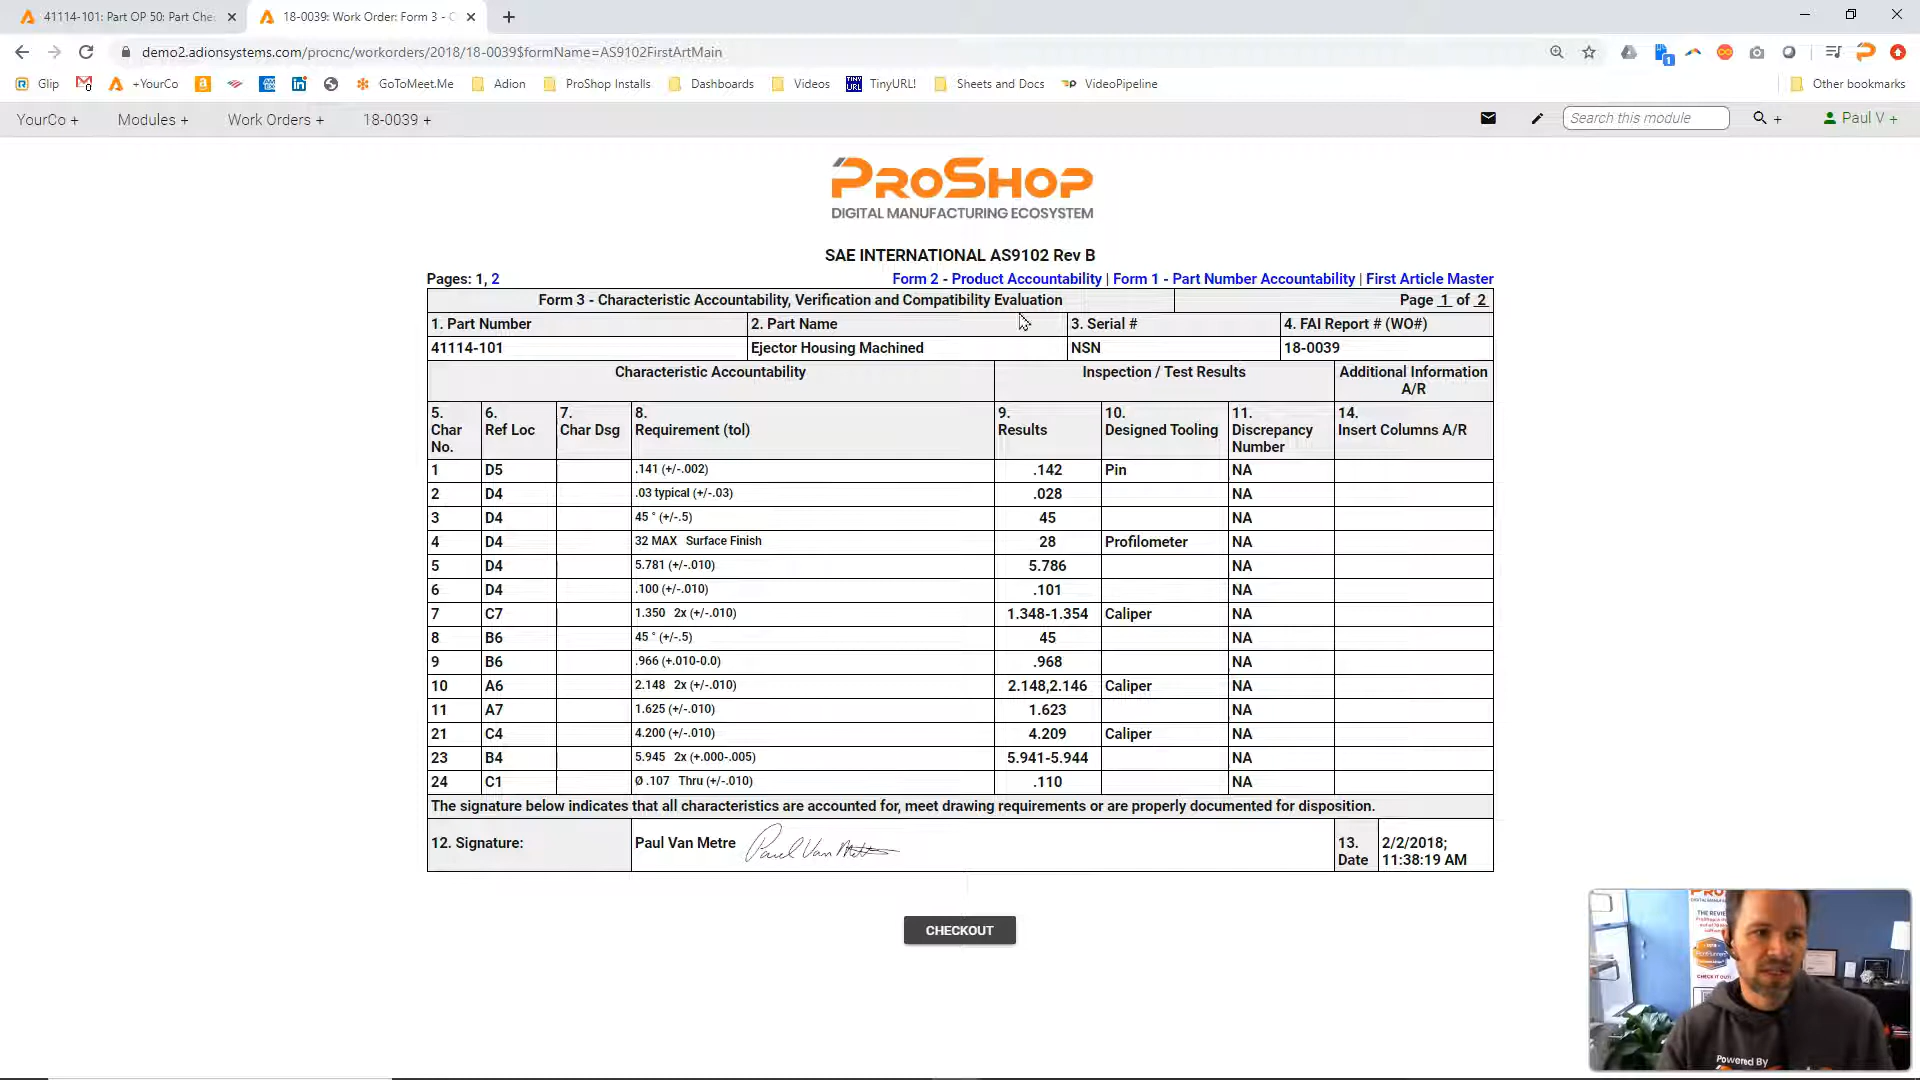 41114-101: Part OP 50: Part Che
18-0039: Work Order: Form 3 - C
demo2.adionsystems.com/procnc/workorders/2018/18-0039$formName=AS9102FirstArtMain
Glip
+YourCo
GoToMeet.Me
Adion
ProShop Installs
Dashboards
Videos
TINY URL
TinyURL!
Sheets and Docs
VideoPipeline
Other bookmarks
YourCo +
Modules +
Work Orders +
18-0039 +
Search this module
Paul V +
PROSHOP
DIGITAL MANUFACTURING ECOSYSTEM
SAE INTERNATIONAL AS9102 Rev B
Pages: 1, 2
Form 2 - Product Accountability | Form 1 - Part Number Accountability | First Article Master
Form 3 - Characteristic Accountability, Verification and Compatibility Evaluation
Page 1 of 2
1. Part Number
2. Part Name
3. Serial #
4. FAI Report # (WO#)
41114-101
Ejector Housing Machined
NSN
18-0039
Characteristic Accountability
Inspection / Test Results
Additional Information A/R
5. Char No.
6. Ref Loc
7. Char Dsg
8. Requirement (tol)
9. Results
10. Designed Tooling
11. Discrepancy Number
14. Insert Columns A/R
1 D5 .141 (+/-.002) .142 Pin NA
2 D4 .03 typical (+/-.03) .028 NA
3 D4 45 ° (+/-.5) 45 NA
4 D4 32 MAX Surface Finish 28 Profilometer NA
5 D4 5.781 (+/-.010) 5.786 NA
6 D4 .100 (+/-.010) .101 NA
7 C7 1.350 2x (+/-.010) 1.348-1.354 Caliper NA
8 B6 45 ° (+/-.5) 45 NA
9 B6 .966 (+.010-0.0) .968 NA
10 A6 2.148 2x (+/-.010) 2.148,2.146 Caliper NA
11 A7 1.625 (+/-.010) 1.623 NA
21 C4 4.200 (+/-.010) 4.209 Caliper NA
23 B4 5.945 2x (+.000-.005) 5.941-5.944 NA
24 C1 Ø .107 Thru (+/-.010) .110 NA
The signature below indicates that all characteristics are accounted for, meet drawing requirements or are properly documented for disposition.
12. Signature:
Paul Van Metre Paul Van Metre
13. Date
2/2/2018; 11:38:19 AM
CHECKOUT
THE REVIE
CHECK IT OUT!
Powered By